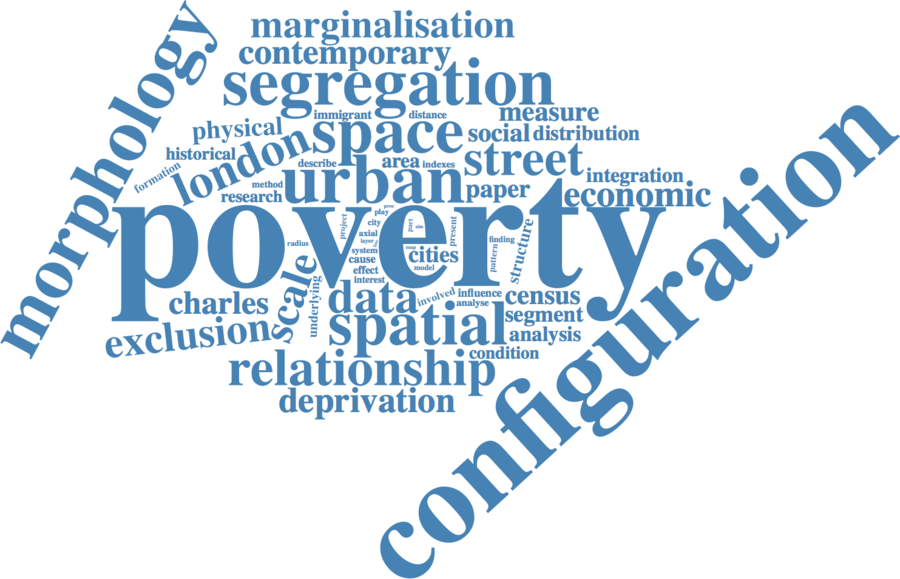 marginalisation
contemporary
morphology
segregation
immigrant
distance
measure
physical
space
social
distribution
historical
london
describe
area
indexes
street
integration
formation
method
research
urban
paper
economic
poverty
configuration
play
city
project
part
able
present
axial
layer
radius
finding
pattern
structure
system
map
cities
cause
model
effect
interest
scale
underlying
data
involved
influence
analyse
census
charles
exclusion
spatial
segment
analysis
relationship
condition
deprivation